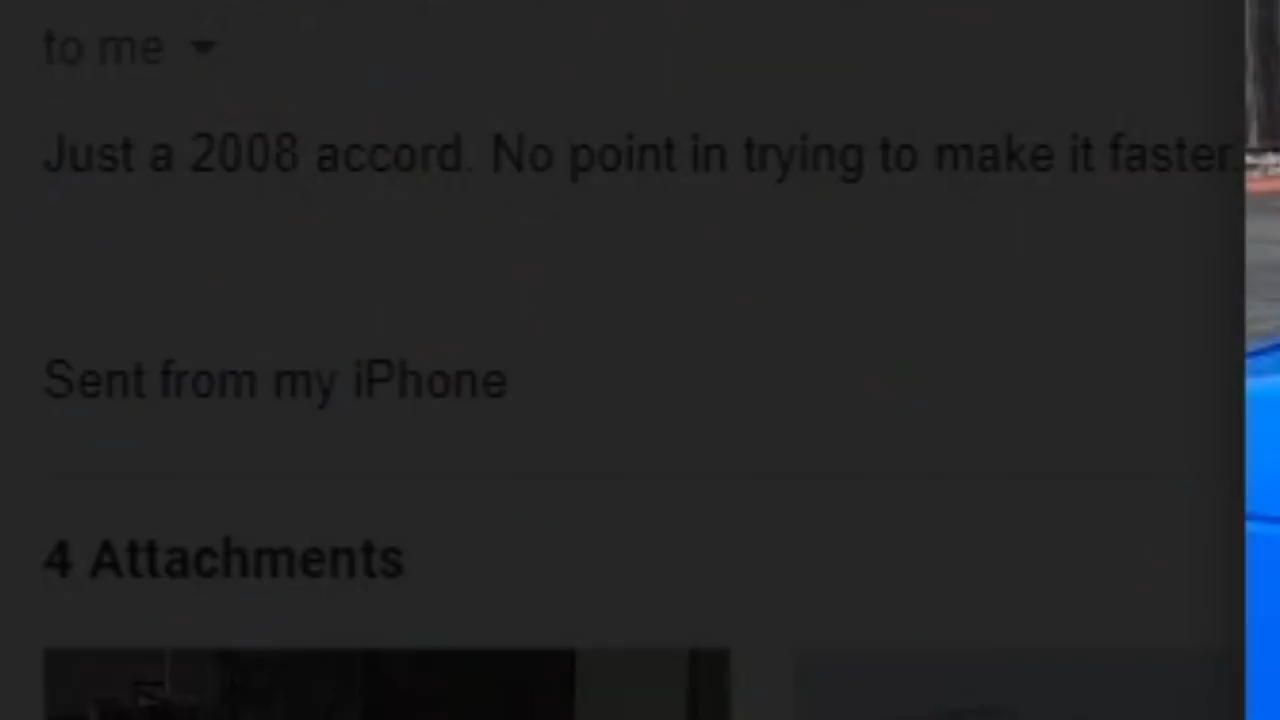 to me
Just a 2008 accord. No point in trying to make it faster.
Sent from my iPhone
4 Attachments